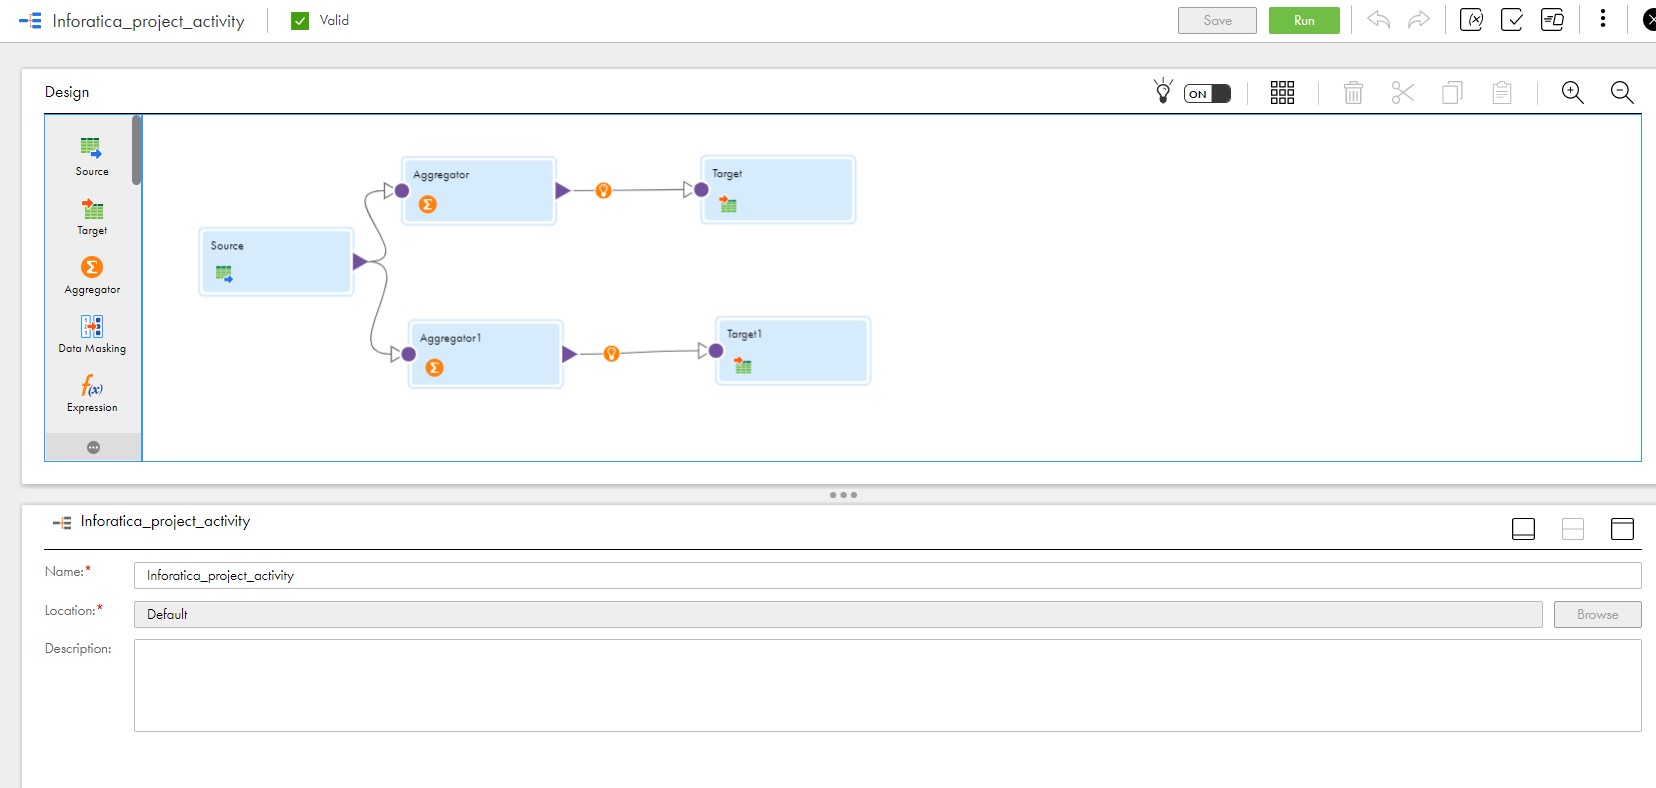 Inforatica_project_activity
Valid
Save
Run
Design
ON
Source
Target
Aggregator
Data Masking
Expression
Aggregator
Target
Source
Aggregator1
Target1
Inforatica_project_activity
Name:*
Inforatica_project_activity
Location:*
Default
Browse
Description: